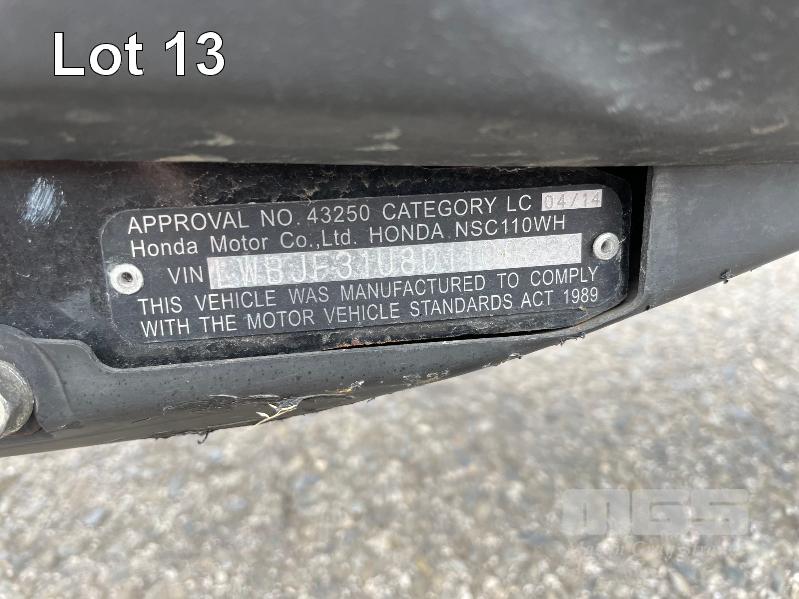 Lot 13
APPROVAL NO. 43250 CATEGORY LC 04/14
Honda Motor Co.,Ltd. HONDA NSC110WH
VIN
THIS VEHICLE WAS MANUFACTURED TO COMPLY
WITH THE MOTOR VEHICLE STANDARDS ACT 1989
MGS